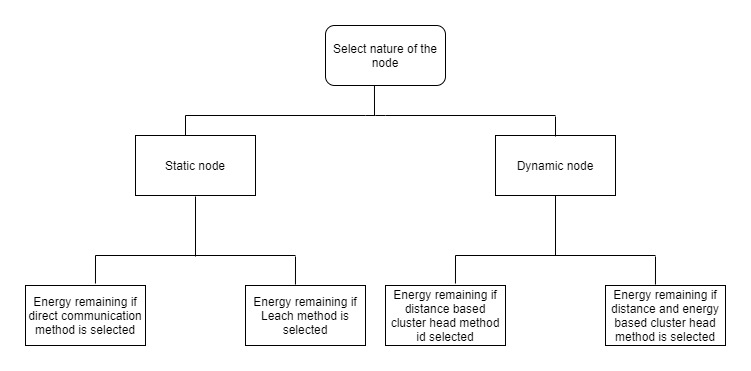 Select nature of the
node
Static node
Dynamic node
Energy remaining if
direct communication
method is selected
Energy remaining if
Leach method is
selected
Energy remaining if
distance based
cluster head method
id selected
Energy remaining if
distance and energy
based cluster head
method is selected